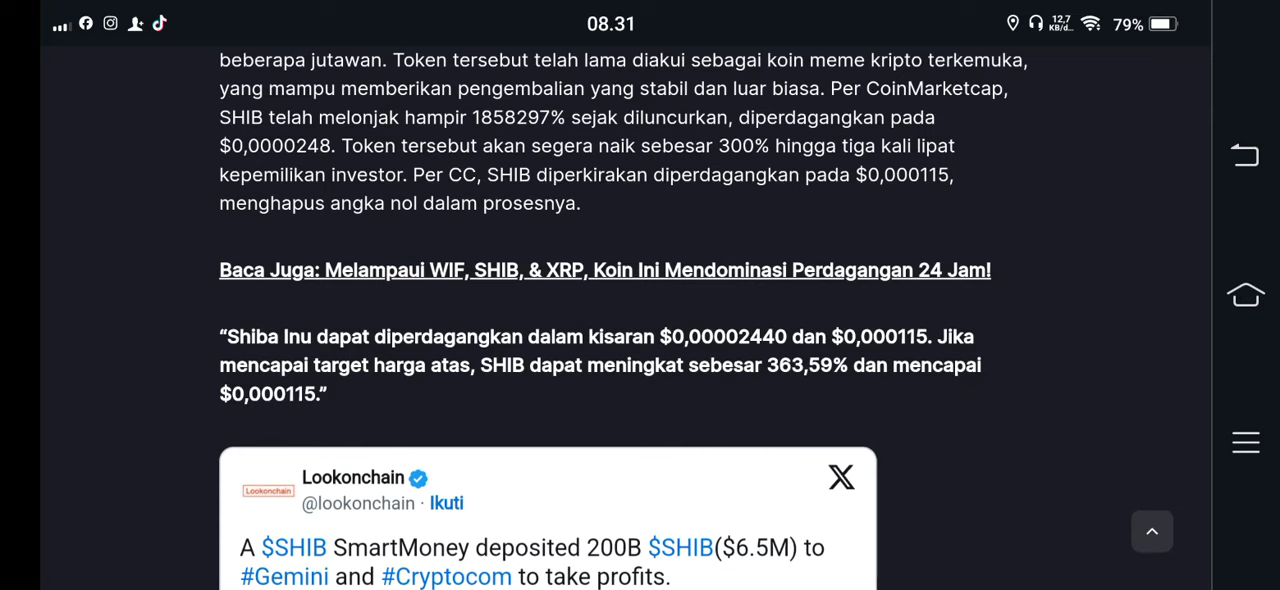 08.31
12,7
KB/d...
79%
beberapa jutawan. Token tersebut telah lama diakui sebagai koin meme kripto terkemuka,
yang mampu memberikan pengembalian yang stabil dan luar biasa. Per CoinMarketcap,
SHIB telah melonjak hampir 1858297% sejak diluncurkan, diperdagangkan pada
$0,0000248. Token tersebut akan segera naik sebesar 300% hingga tiga kali lipat
kepemilikan investor. Per CC, SHIB diperkirakan diperdagangkan pada $0,000115,
menghapus angka nol dalam prosesnya.
Baca Juga: Melampaui WIF, SHIB, & XRP, Koin Ini Mendominasi Perdagangan 24 Jam!
“Shiba Inu dapat diperdagangkan dalam kisaran $0,00002440 dan $0,000115. Jika
mencapai target harga atas, SHIB dapat meningkat sebesar 363,59% dan mencapai
$0,000115.”
Lookonchain
Lookonchain
@lookonchain · Ikuti
A $SHIB SmartMoney deposited 200B $SHIB($6.5M) to
#Gemini and #Cryptocom to take profits.